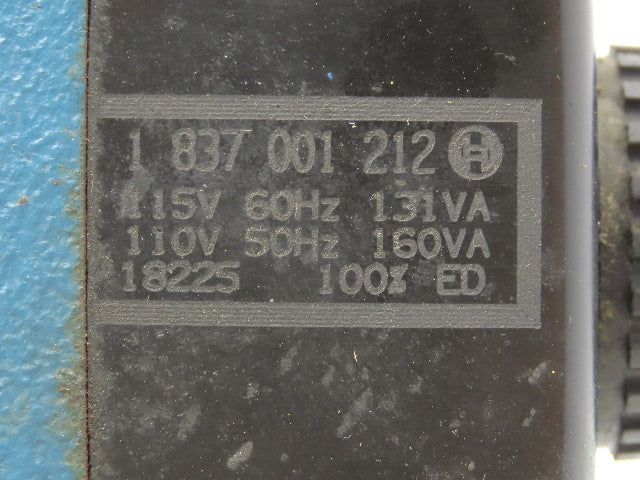 1 837 001 212
115V 60Hz 131VA
110V 50Hz 160VA
18225 100% ED